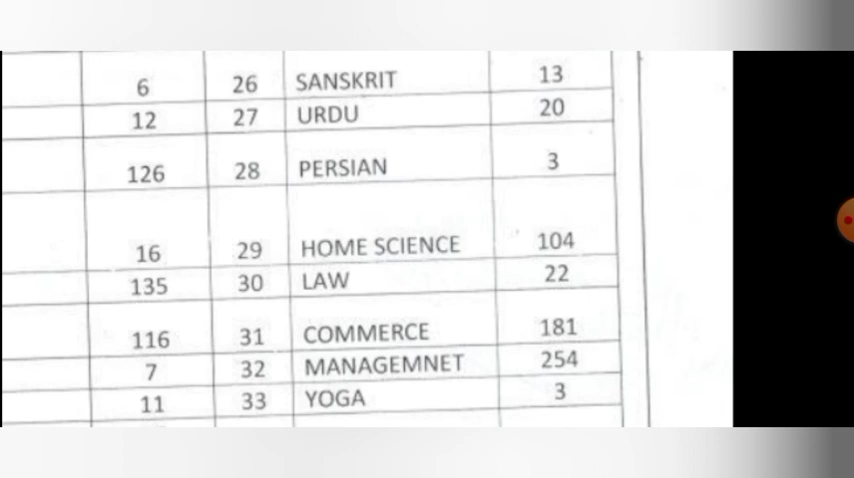 6 26 SANSKRIT 13
12 27 URDU 20
126 28 PERSIAN 3
16 29 HOME SCIENCE 104
135 30 LAW 22
116 31 COMMERCE 181
7 32 MANAGEMNET 254
11 33 YOGA 3